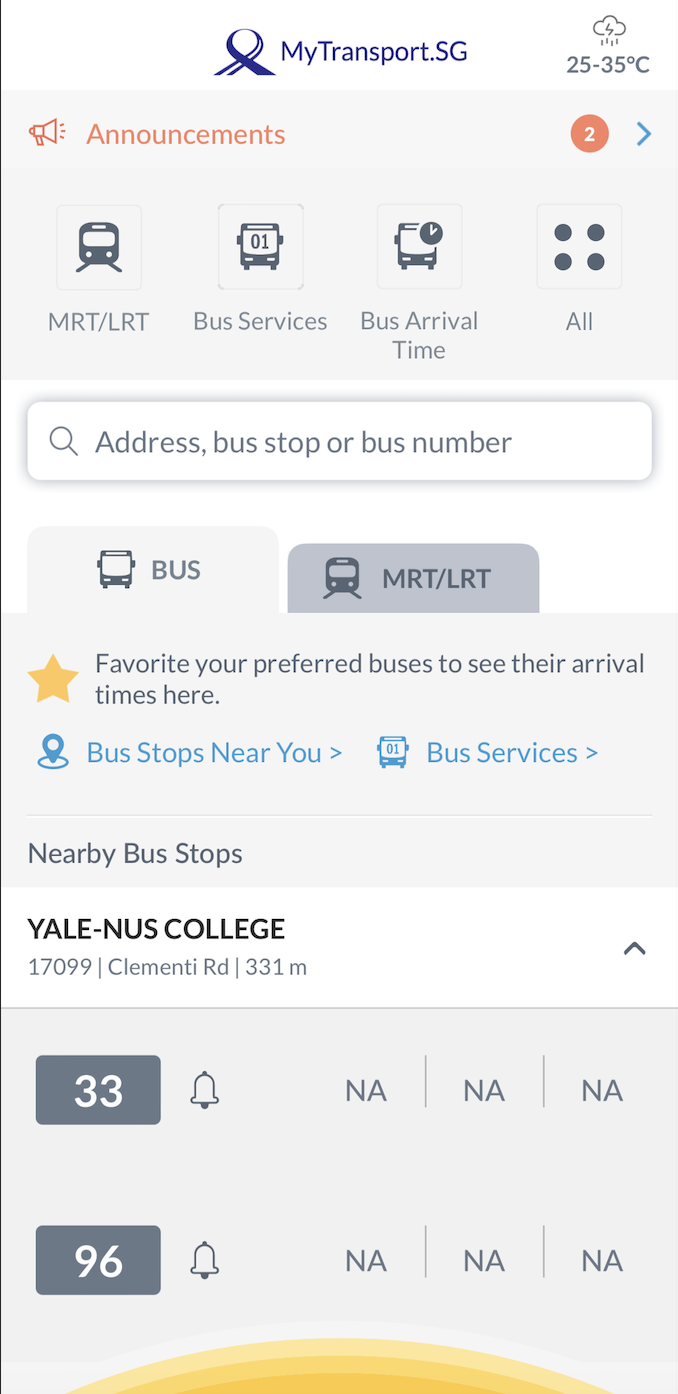 MyTransport.SG
25-35°C
Announcements
2
MRT/LRT
01
Bus Services
Bus Arrival
Time
All
Address, bus stop or bus number
BUS
MRT/LRT
Favorite your preferred buses to see their arrival
times here.
Bus Stops Near You >
01
Bus Services >
Nearby Bus Stops
YALE-NUS COLLEGE
17099 | Clementi Rd | 331 m
33 NA NA NA
96 NA NA NA